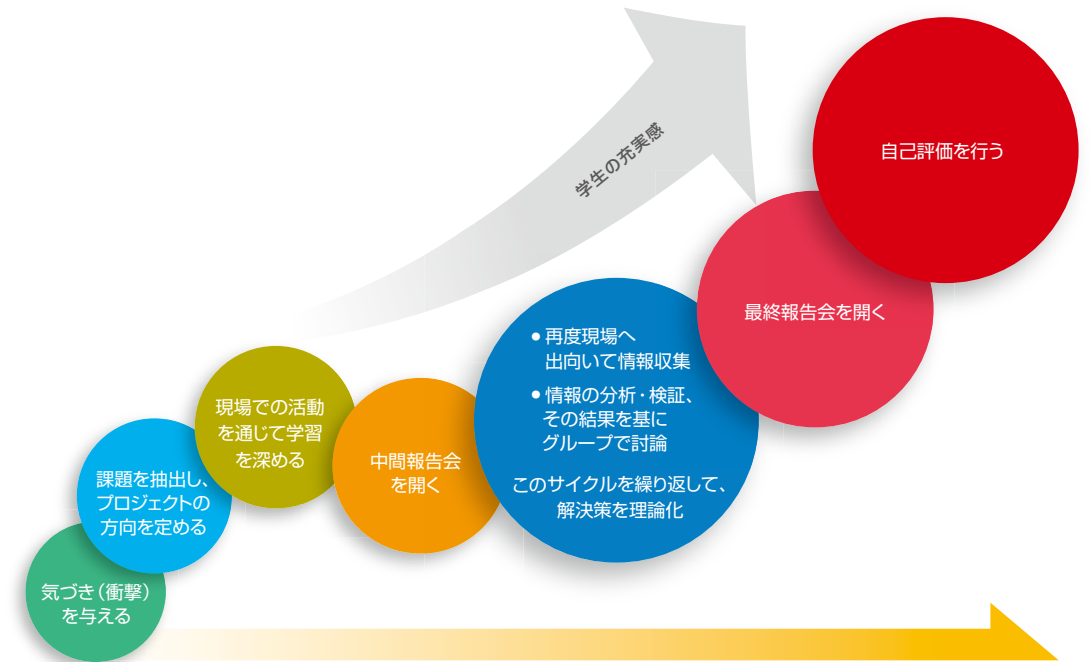 気づき（衝撃）
を与える
課題を抽出し、
プロジェクトの
方向を定める
現場での活動
を通じて学習
を深める
中間報告会
を開く
● 再度現場へ
出向いて情報収集
● 情報の分析・検証、
その結果を基に
グループで討論
このサイクルを繰り返して、
解決策を理論化
最終報告会を開く
自己評価を行う
学生の充実感